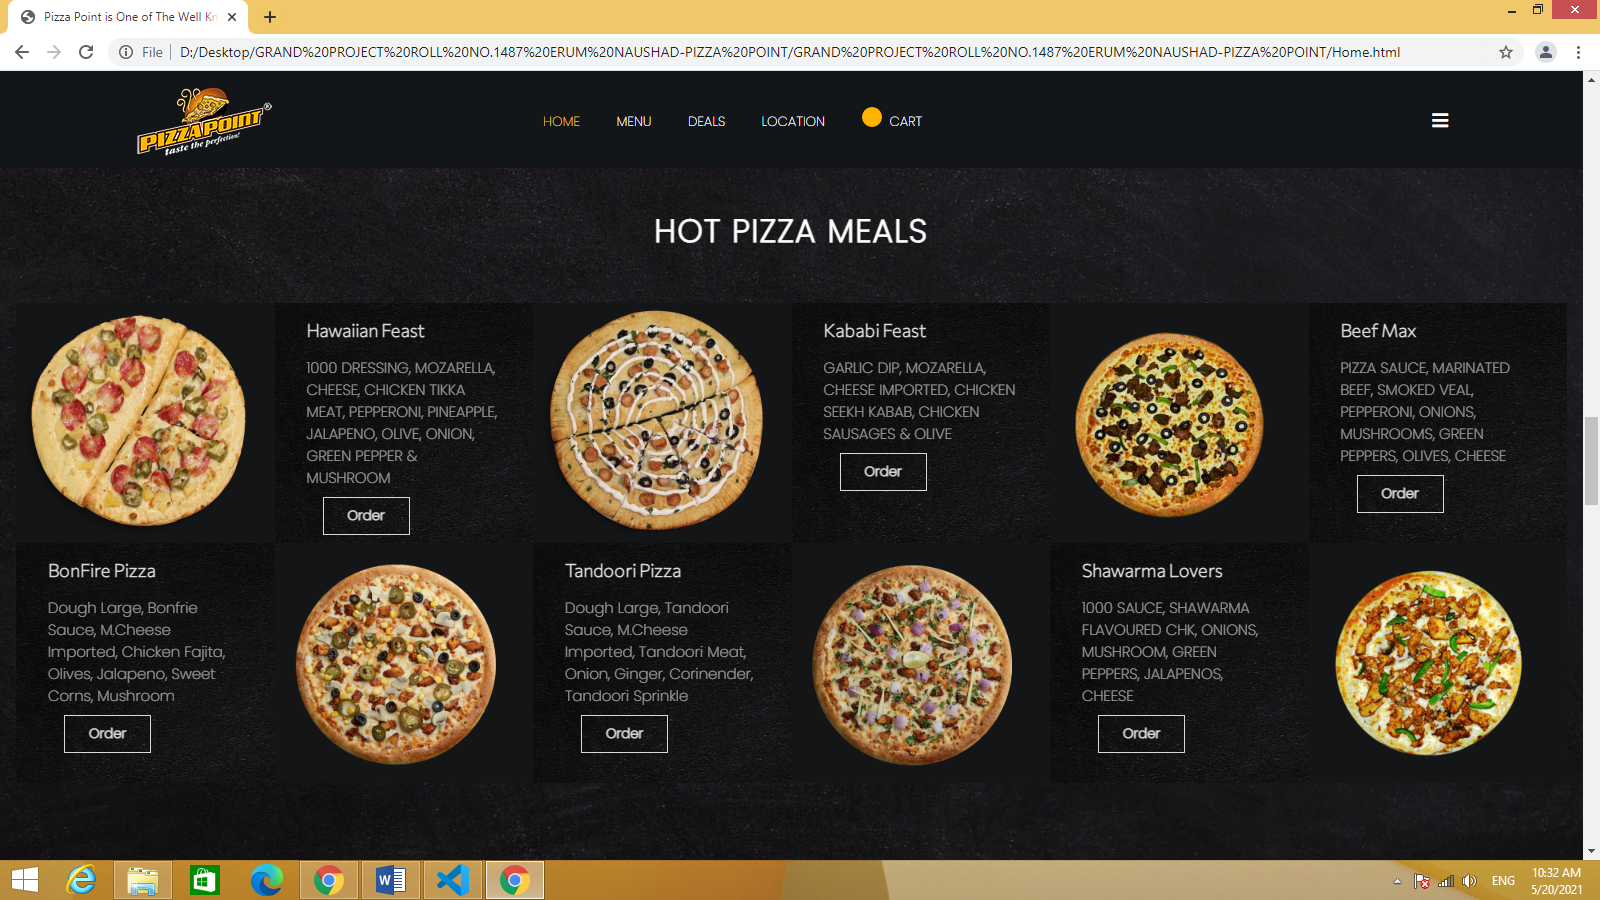 Pizza Point is One of The Well Kn
File
D:/Desktop/GRAND%20PROJECT%20ROLL%20NO.1487%20ERUM%20NAUSHAD-PIZZA%20POINT/GRAND%20PROJECT%20ROLL%20NO.1487%20ERUM%20NAUSHAD-PIZZA%20POINT/Home.html
PIZZAPOINT®
taste the perfection!
HOME
MENU
DEALS
LOCATION
CART
HOT PIZZA MEALS
Hawaiian Feast
1000 DRESSING, MOZARELLA,
CHEESE, CHICKEN TIKKA
MEAT, PEPPERONI, PINEAPPLE,
JALAPENO, OLIVE, ONION,
GREEN PEPPER &
MUSHROOM
Order
Kababi Feast
GARLIC DIP, MOZARELLA,
CHEESE IMPORTED, CHICKEN
SEEKH KABAB, CHICKEN
SAUSAGES & OLIVE
Order
Beef Max
PIZZA SAUCE, MARINATED
BEEF, SMOKED VEAL,
PEPPERONI, ONIONS,
MUSHROOMS, GREEN
PEPPERS, OLIVES, CHEESE
Order
BonFire Pizza
Dough Large, Bonfrie
Sauce, M.Cheese
Imported, Chicken Fajita,
Olives, Jalapeno, Sweet
Corns, Mushroom
Order
Tandoori Pizza
Dough Large, Tandoori
Sauce, M.Cheese
Imported, Tandoori Meat,
Onion, Ginger, Corinender,
Tandoori Sprinkle
Order
Shawarma Lovers
1000 SAUCE, SHAWARMA
FLAVOURED CHK, ONIONS,
MUSHROOM, GREEN
PEPPERS, JALAPENOS,
CHEESE
Order
ENG
10:32 AM
5/20/2021